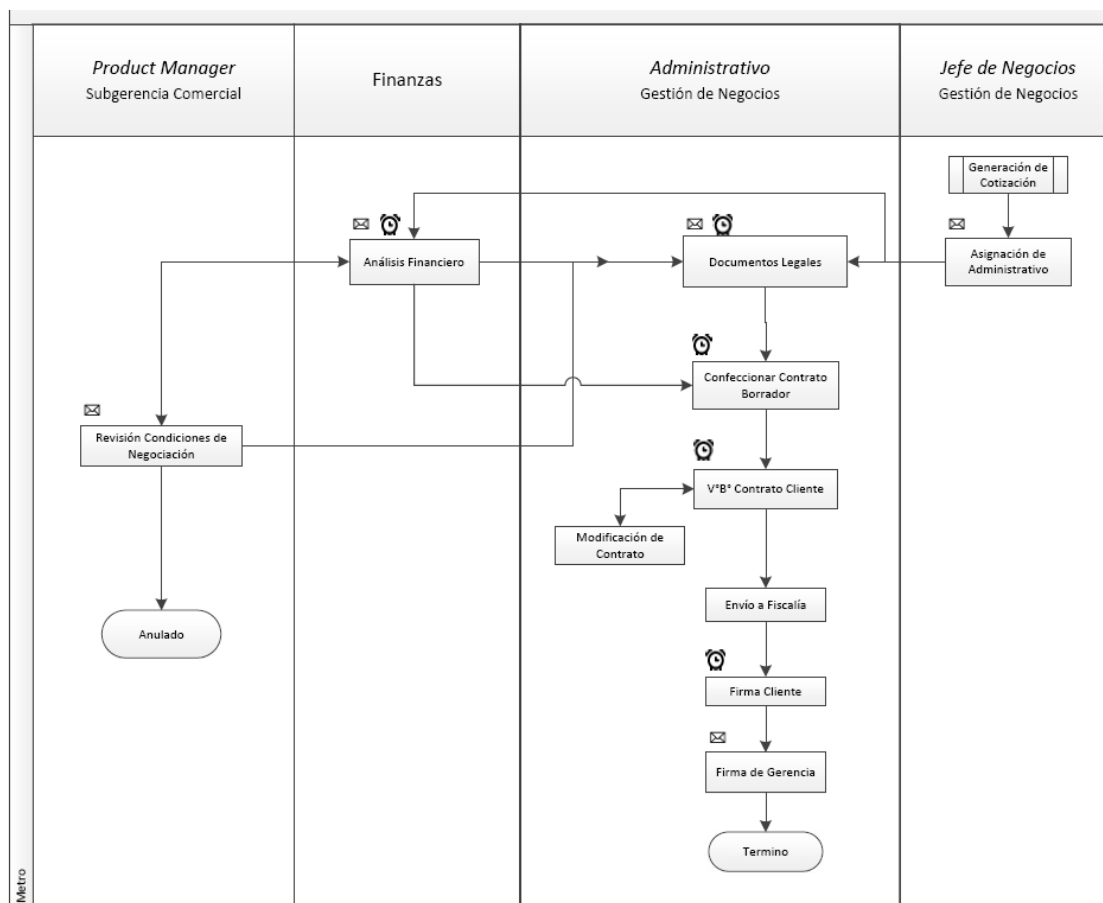 Product Manager
Subgerencia Comercial
Finanzas
Administrativo
Gestión de Negocios
Jefe de Negocios
Gestión de Negocios
Generación de
Cotización
Análisis Financiero
Documentos Legales
Asignación de
Administrativo
Confeccionar Contrato
Borrador
Revisión Condiciones de
Negociación
V°B° Contrato Cliente
Modificación de
Contrato
Envío a Fiscalía
Anulado
Firma Cliente
Firma de Gerencia
Termino
Metro